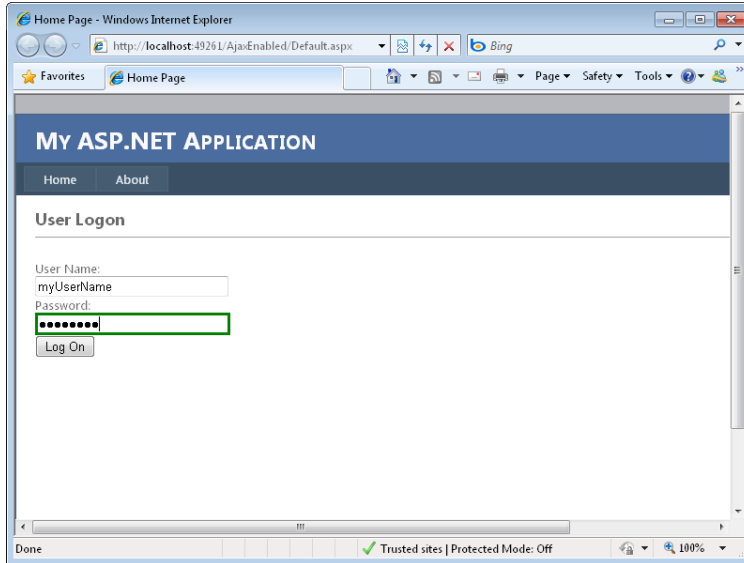 Home Page - Windows Internet Explorer
http://localhost:49261/AjaxEnabled/Default.aspx
Bing
Favorites
Home Page
Page
Safety
Tools
»
MY ASP.NET APPLICATION
Home
About
User Logon
User Name:
myUserName
Password:
●●●●●●●●
Log On
Done
Trusted sites | Protected Mode: Off
100%